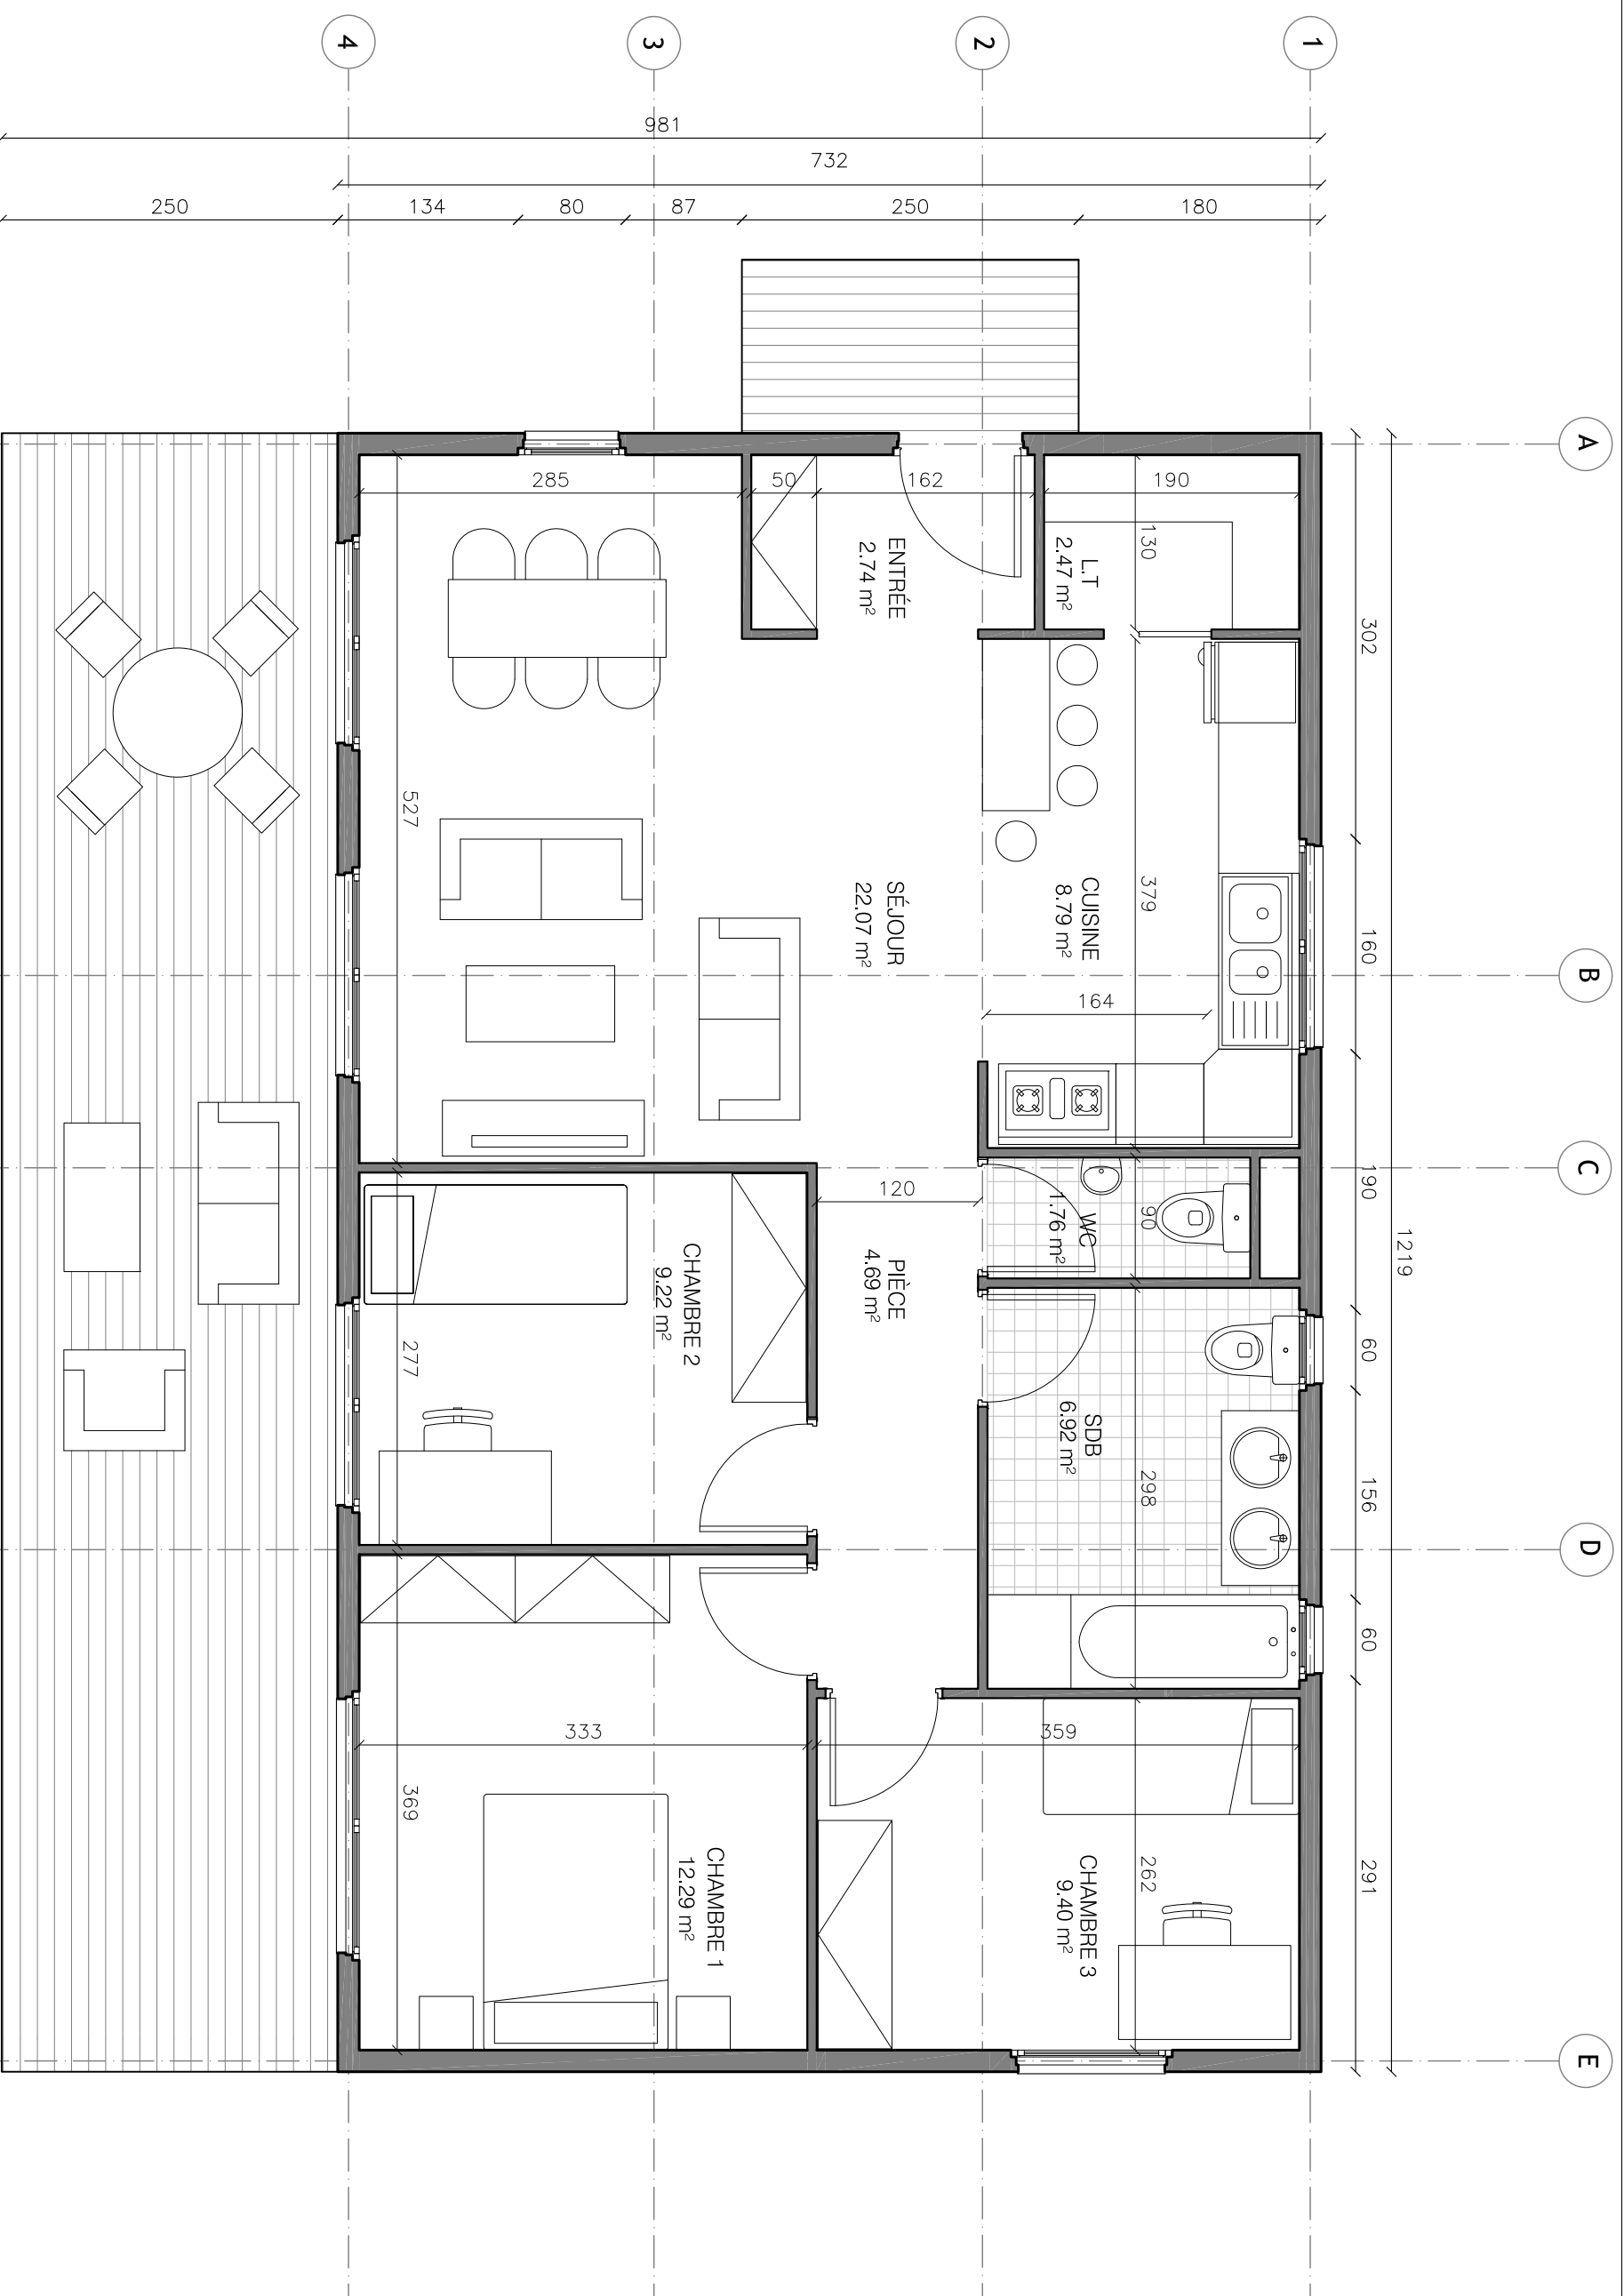 A
B
C
D
E
1
2
3
4
1219
302
160
190
60
156
60
291
981
732
180
250
87
80
134
250
190
162
50
285
130
379
90
298
262
164
120
527
277
369
359
333
L.T
2.47 m²
CUISINE
8.79 m²
WC
1.76 m²
SDB
6.92 m²
CHAMBRE 3
9.40 m²
ENTRÉE
2.74 m²
SÉJOUR
22.07 m²
PIÈCE
4.69 m²
CHAMBRE 2
9.22 m²
CHAMBRE 1
12.29 m²